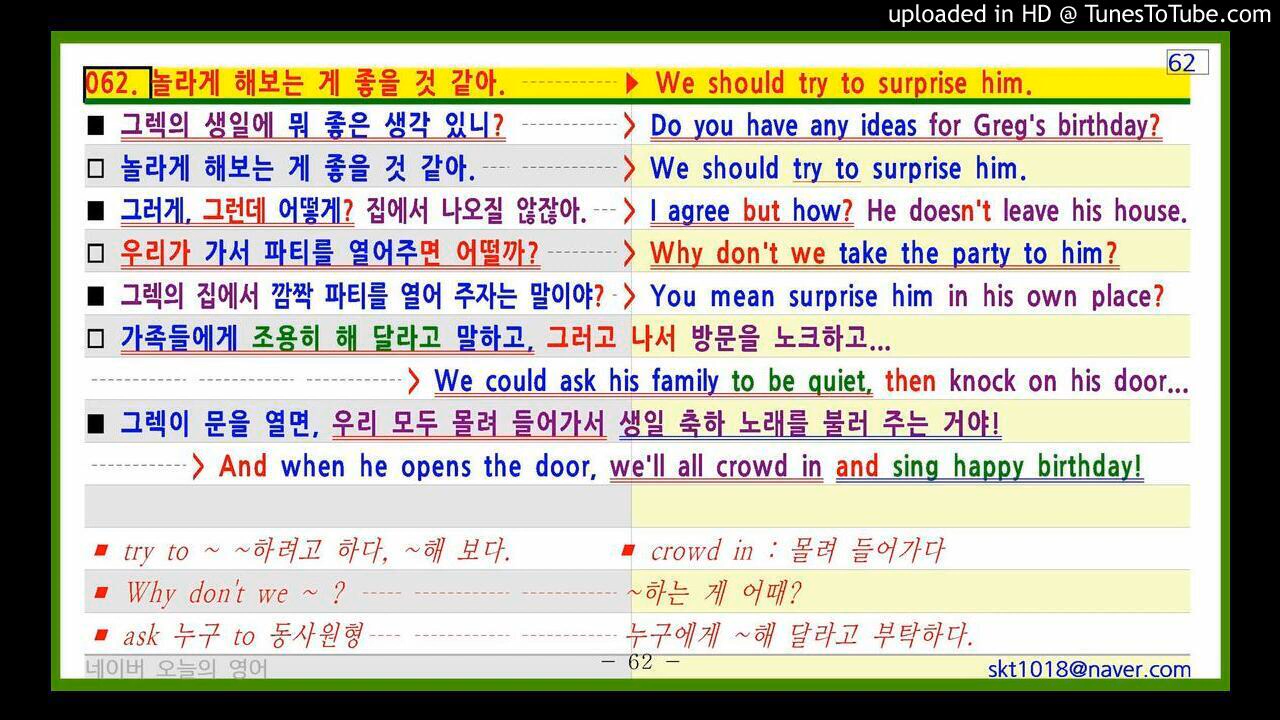 uploaded in HD @ TunesToTube.com
62
062. 놀라게 해보는 게 좋을 것 같아. ▶ We should try to surprise him.
■ 그렉의 생일에 뭐 좋은 생각 있니? > Do you have any ideas for Greg's birthday?
□ 놀라게 해보는 게 좋을 것 같아. > We should try to surprise him.
■ 그러게, 그런데 어떻게? 집에서 나오질 않잖아. > I agree but how? He doesn't leave his house.
□ 우리가 가서 파티를 열어주면 어떨까? > Why don't we take the party to him?
■ 그렉의 집에서 깜짝 파티를 열어 주자는 말이야? > You mean surprise him in his own place?
□ 가족들에게 조용히 해 달라고 말하고, 그러고 나서 방문을 노크하고...
> We could ask his family to be quiet, then knock on his door...
■ 그렉이 문을 열면, 우리 모두 몰려 들어가서 생일 축하 노래를 불러 주는 거야!
> And when he opens the door, we'll all crowd in and sing happy birthday!
▪ try to ~ ~하려고 하다, ~해 보다. ▪ crowd in : 몰려 들어가다
▪ Why don't we ~ ? ~하는 게 어때?
▪ ask 누구 to 동사원형 누구에게 ~해 달라고 부탁하다.
네이버 오늘의 영어 - 62 - skt1018@naver.com